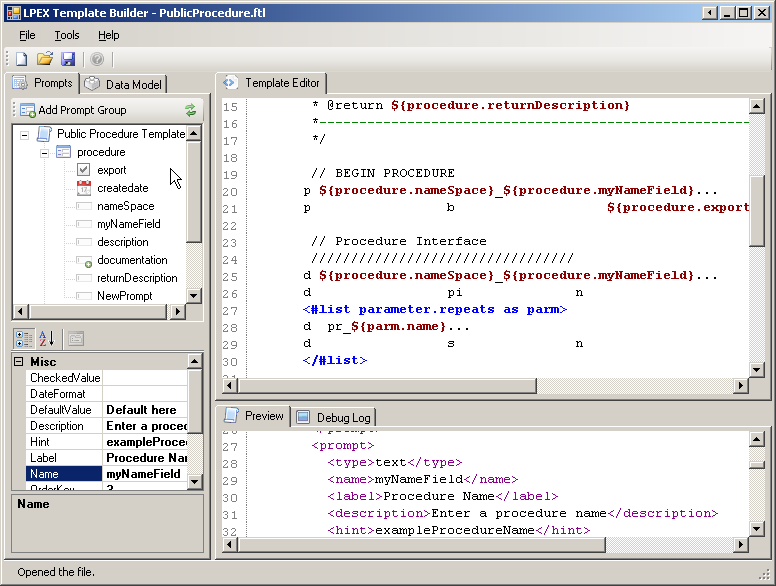 LPEX Template Builder - PublicProcedure.ftl
File Tools Help
Prompts Data Model
Add Prompt Group
Public Procedure Template
procedure
export
createdate
nameSpace
myNameField
description
documentation
returnDescription
NewPrompt
Misc
CheckedValue
DateFormat
DefaultValue Default here
Description Enter a proced
Hint exampleProce
Label Procedure Nar
Name myNameField
Name
Template Editor
15 * @return ${procedure.returnDescription}
16 *------------------------------------------------------
17 */
18
19 // BEGIN PROCEDURE
20 p ${procedure.nameSpace}_${procedure.myNameField}...
21 p b ${procedure.export
22
23 // Procedure Interface
24 /////////////////////////////////
25 d ${procedure.nameSpace}_${procedure.myNameField}...
26 d pi n
27 <#list parameter.repeats as parm>
28 d pr_${parm.name}...
29 d s n
30 </#list>
Preview Debug Log
27 <prompt>
28 <type>text</type>
29 <name>myNameField</name>
30 <label>Procedure Name</label>
31 <description>Enter a procedure name</description>
32 <hint>exampleProcedureName</hint>
Opened the file.